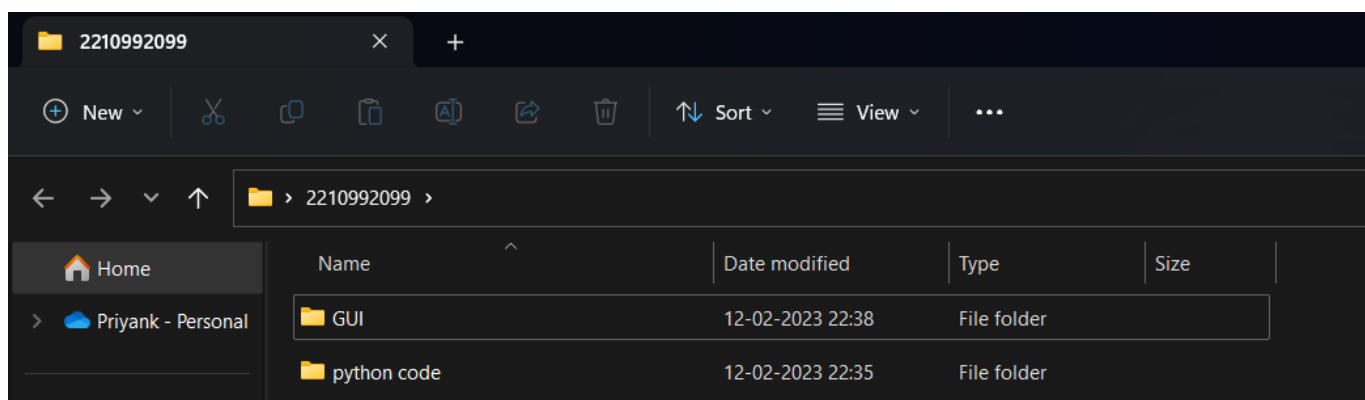 2210992099
New Sort View
2210992099
Home Name Date modified Type Size
Priyank - Personal GUI 12-02-2023 22:38 File folder
python code 12-02-2023 22:35 File folder